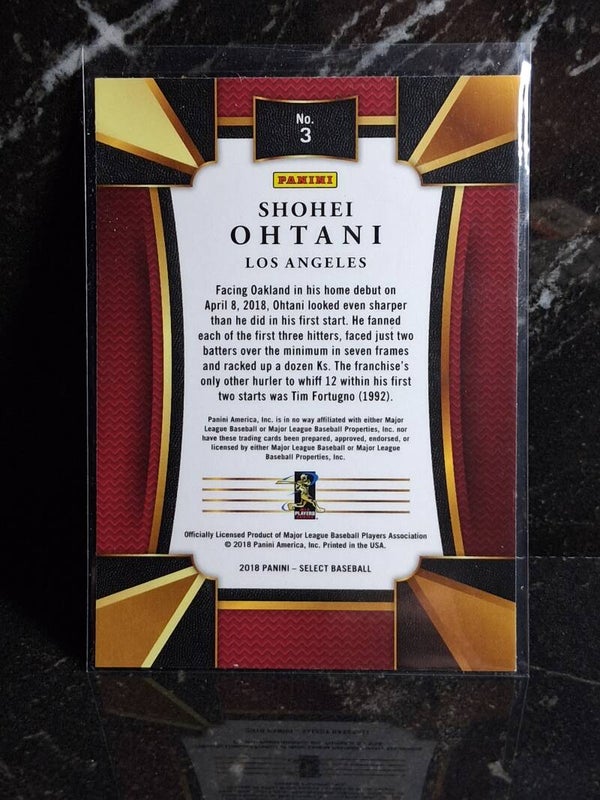 No.
3
PANINI
SHOHEI
OHTANI
LOS ANGELES
Facing Oakland in his home debut on
April 8, 2018, Ohtani looked even sharper
than he did in his first start. He fanned
each of the first three hitters, faced just two
batters over the minimum in seven frames
and racked up a dozen Ks. The franchise's
only other hurler to whiff 12 within his first
two starts was Tim Fortugno (1992).
Panini America, Inc. is in no way affiliated with either Major
League Baseball or Major League Baseball Properties, Inc. nor
have these trading cards been prepared, approved, endorsed, or
licensed by either Major League Baseball or Major League
Baseball Properties, Inc.
PLAYERS
Officially Licensed Product of Major League Baseball Players Association
© 2018 Panini America, Inc. Printed in the USA.
2018 PANINI – SELECT BASEBALL